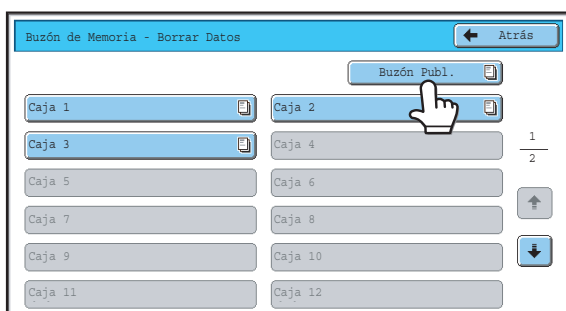 Buzón de Memoria - Borrar Datos
Atrás
Buzón Publ.
Caja 1
Caja 2
Caja 3
Caja 4
1
2
Caja 5
Caja 6
Caja 7
Caja 8
Caja 9
Caja 10
Caja 11
Caja 12